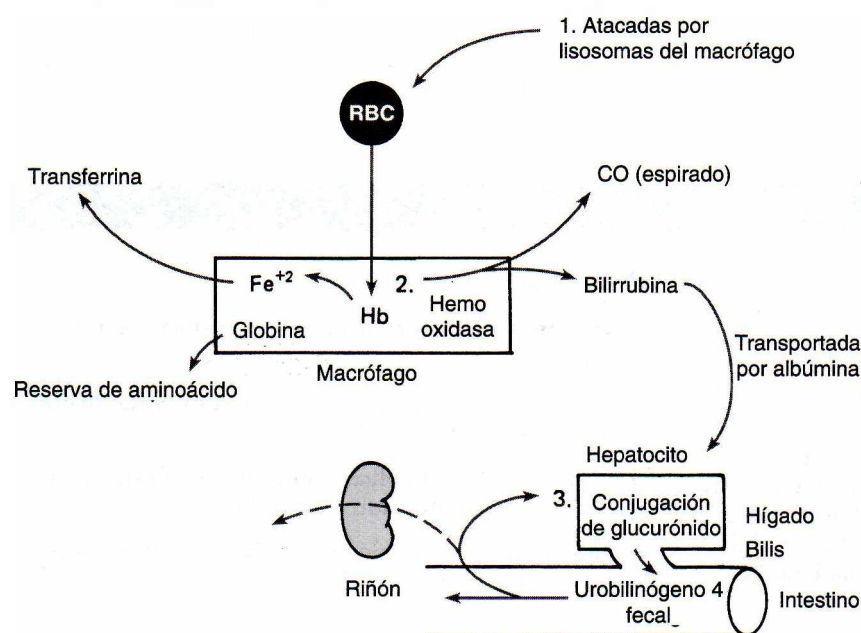 1. Atacadas por
lisosomas del macrófago
RBC
Transferrina
CO (espirado)
Fe+2
2.
Hb
Hemo
oxidasa
Globina
Bilirrubina
Macrófago
Reserva de aminoácido
Transportada
por albúmina
Hepatocito
3.
Conjugación
de glucurónido
Hígado
Bilis
Riñón
Urobilinógeno 4
fecal
Intestino